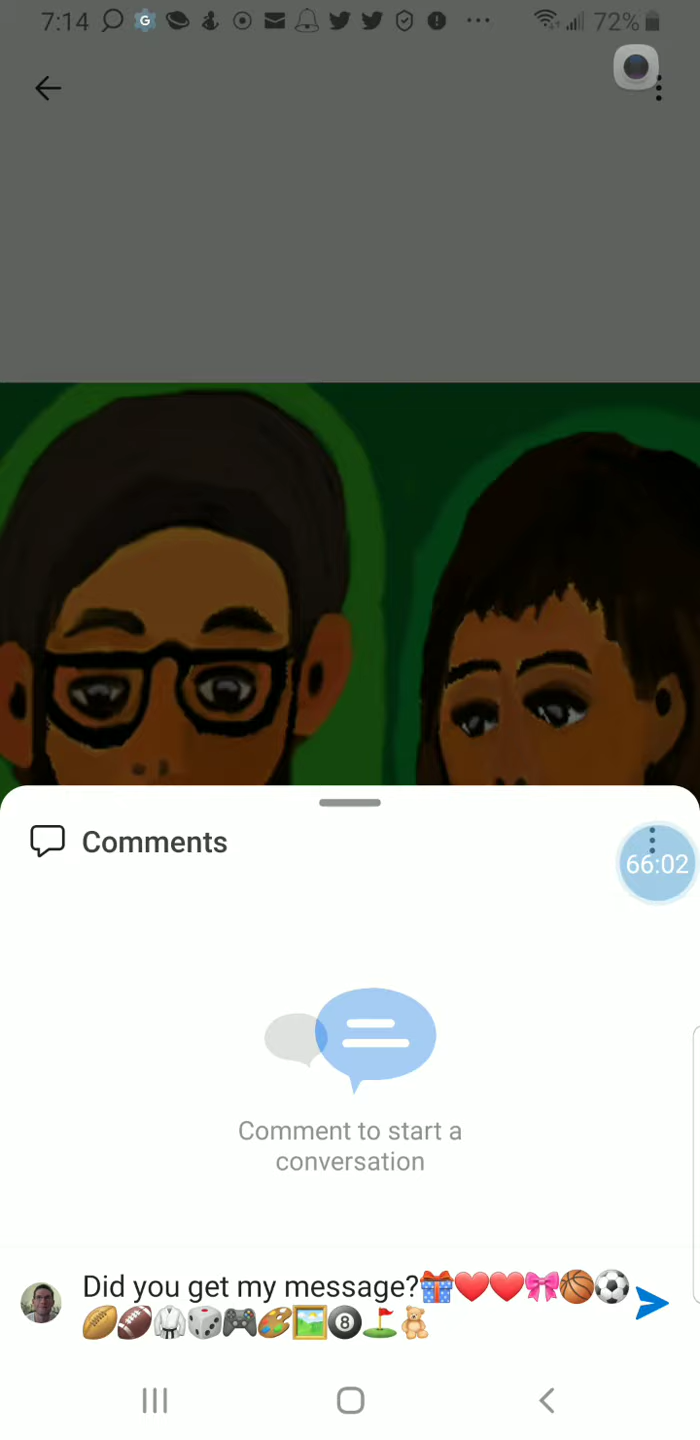 7:14
72%
Comments
66:02
Comment to start a
conversation
Did you get my message?🎁❤️❤️🎀🏀⚽
🏉🏈🥋🎲🎮🎨🖼️🎱⛳🧸